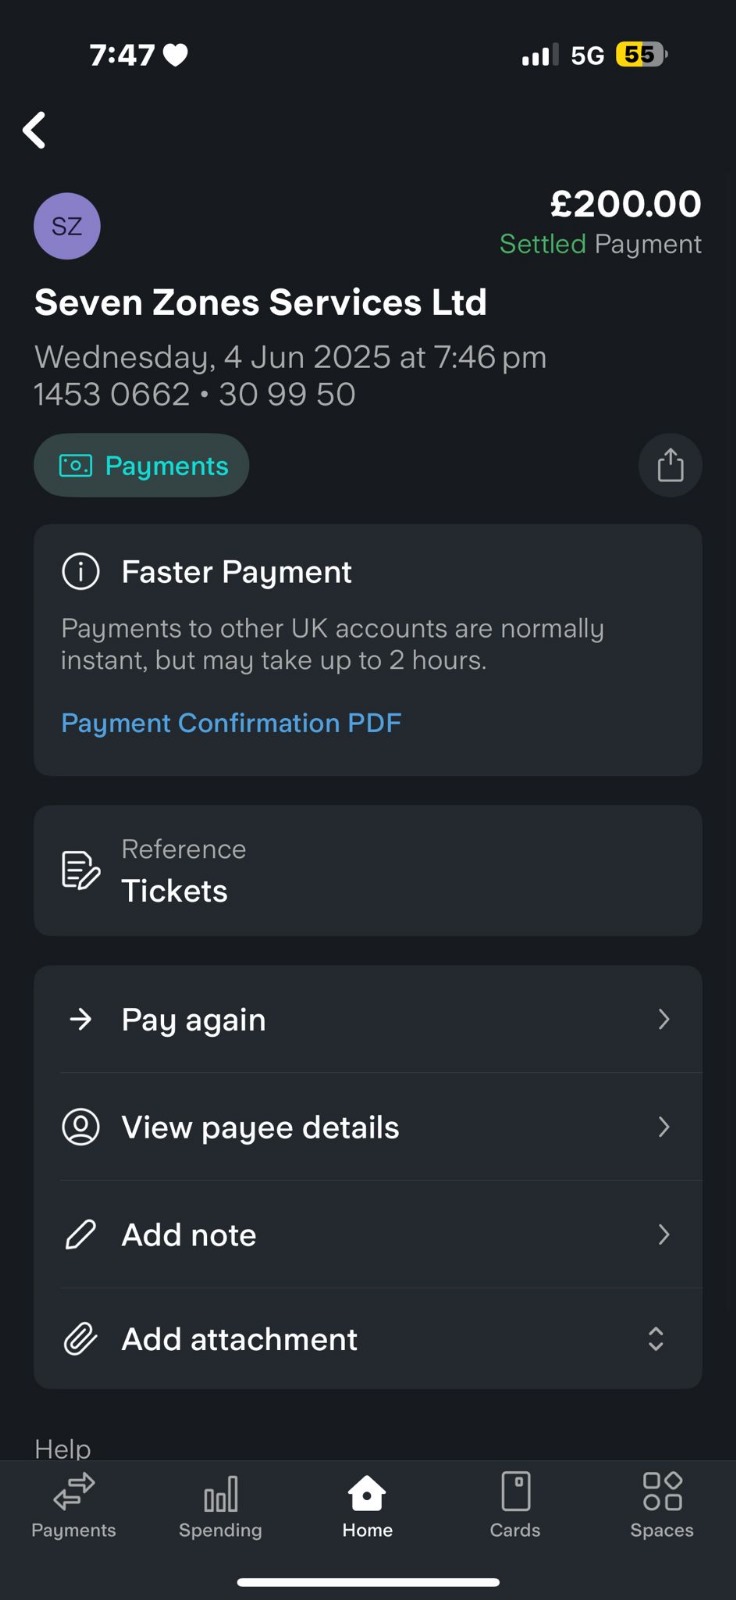 7:47
5G
55
SZ
£200.00
Settled Payment
Seven Zones Services Ltd
Wednesday, 4 Jun 2025 at 7:46 pm
1453 0662 • 30 99 50
Payments
Faster Payment
Payments to other UK accounts are normally
instant, but may take up to 2 hours.
Payment Confirmation PDF
Reference
Tickets
Pay again
View payee details
Add note
Add attachment
Help
Payments
Spending
Home
Cards
Spaces